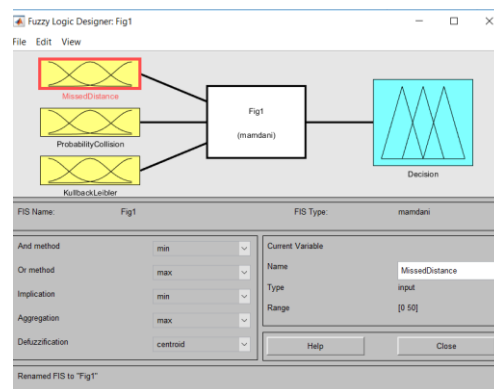 Fuzzy Logic Designer: Fig1
File Edit View
MissedDistance
ProbabilityCollision
KullbackLeibler
Fig1
(mamdani)
Decision
FIS Name: Fig1 FIS Type: mamdani
And method min
Or method max
Implication min
Aggregation max
Defuzzification centroid
Current Variable
Name MissedDistance
Type input
Range [0 50]
Help Close
Renamed FIS to "Fig1"